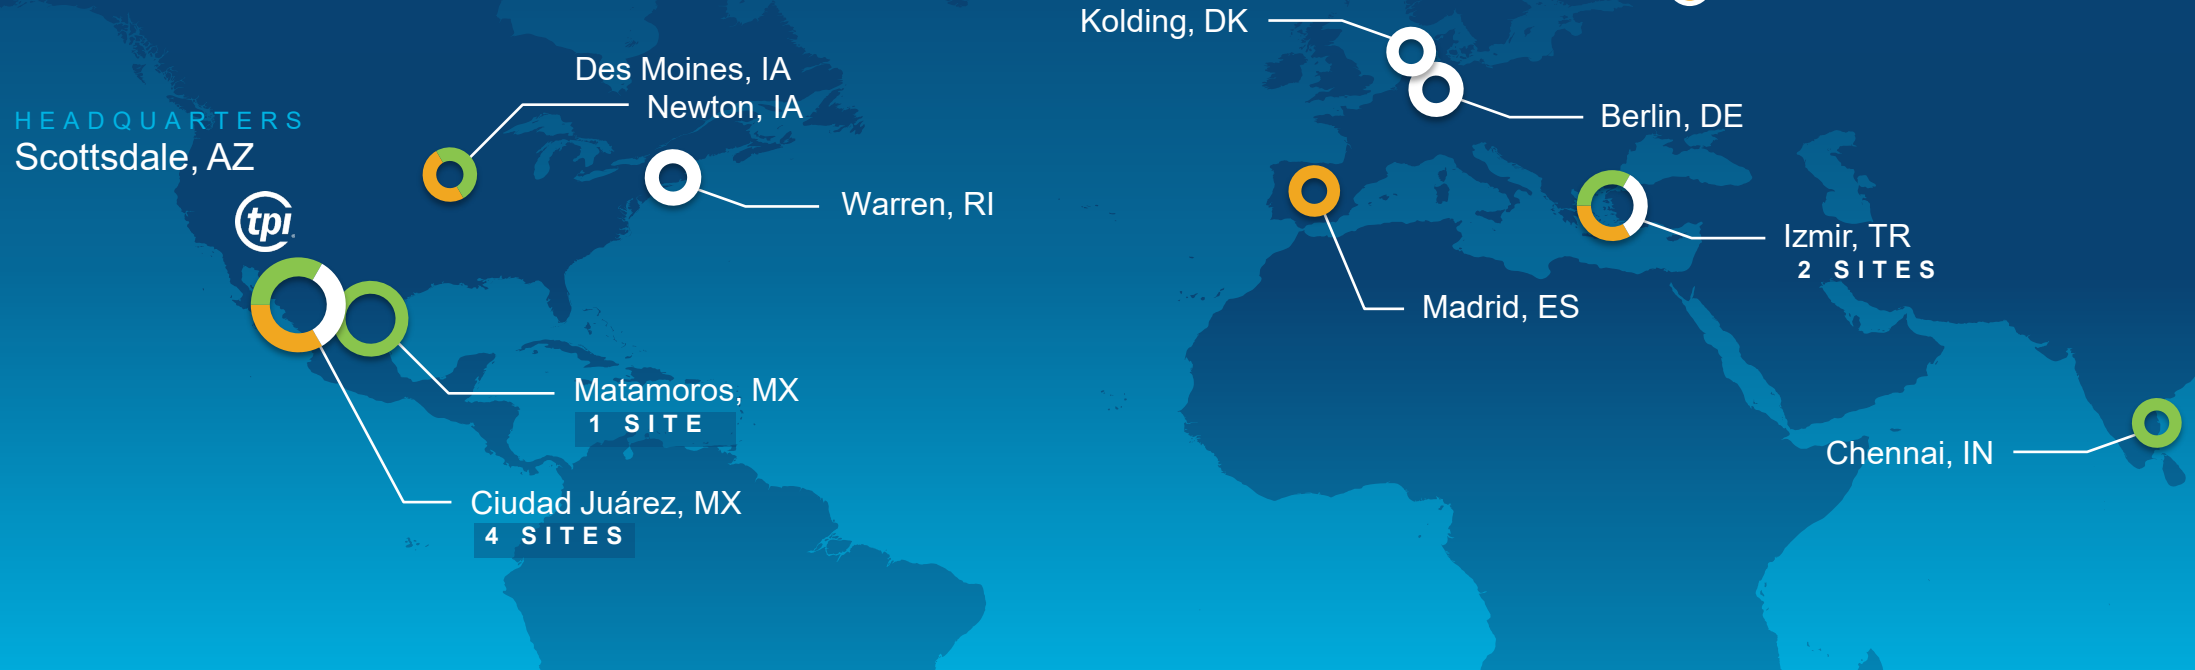 Kolding, DK
Des Moines, IA
Newton, IA
HEADQUARTERS
Scottsdale, AZ
Berlin, DE
Warren, RI
tpi
Izmir, TR
2 SITES
Madrid, ES
Matamoros, MX
1 SITE
Chennai, IN
Ciudad Juárez, MX
4 SITES